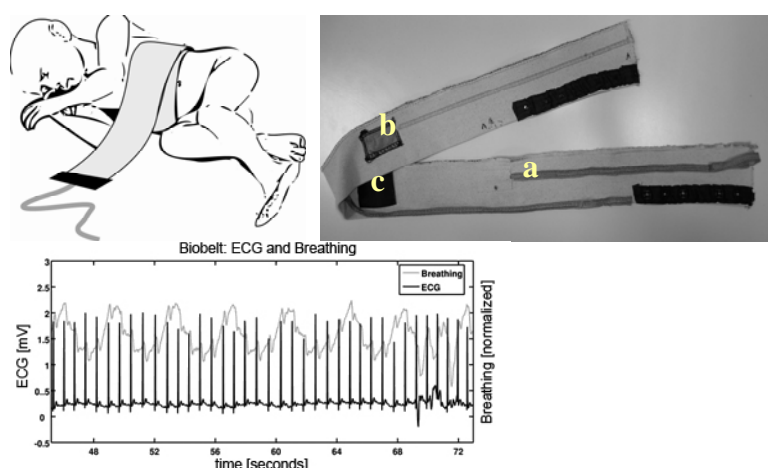 b
c
a
Biobelt: ECG and Breathing
3
2.5
2
1.5
1
0.5
0
-0.5
ECG [mV]
Breathing
ECG
Breathing [normalized]
48
52
56
60
64
68
72
time [seconds]